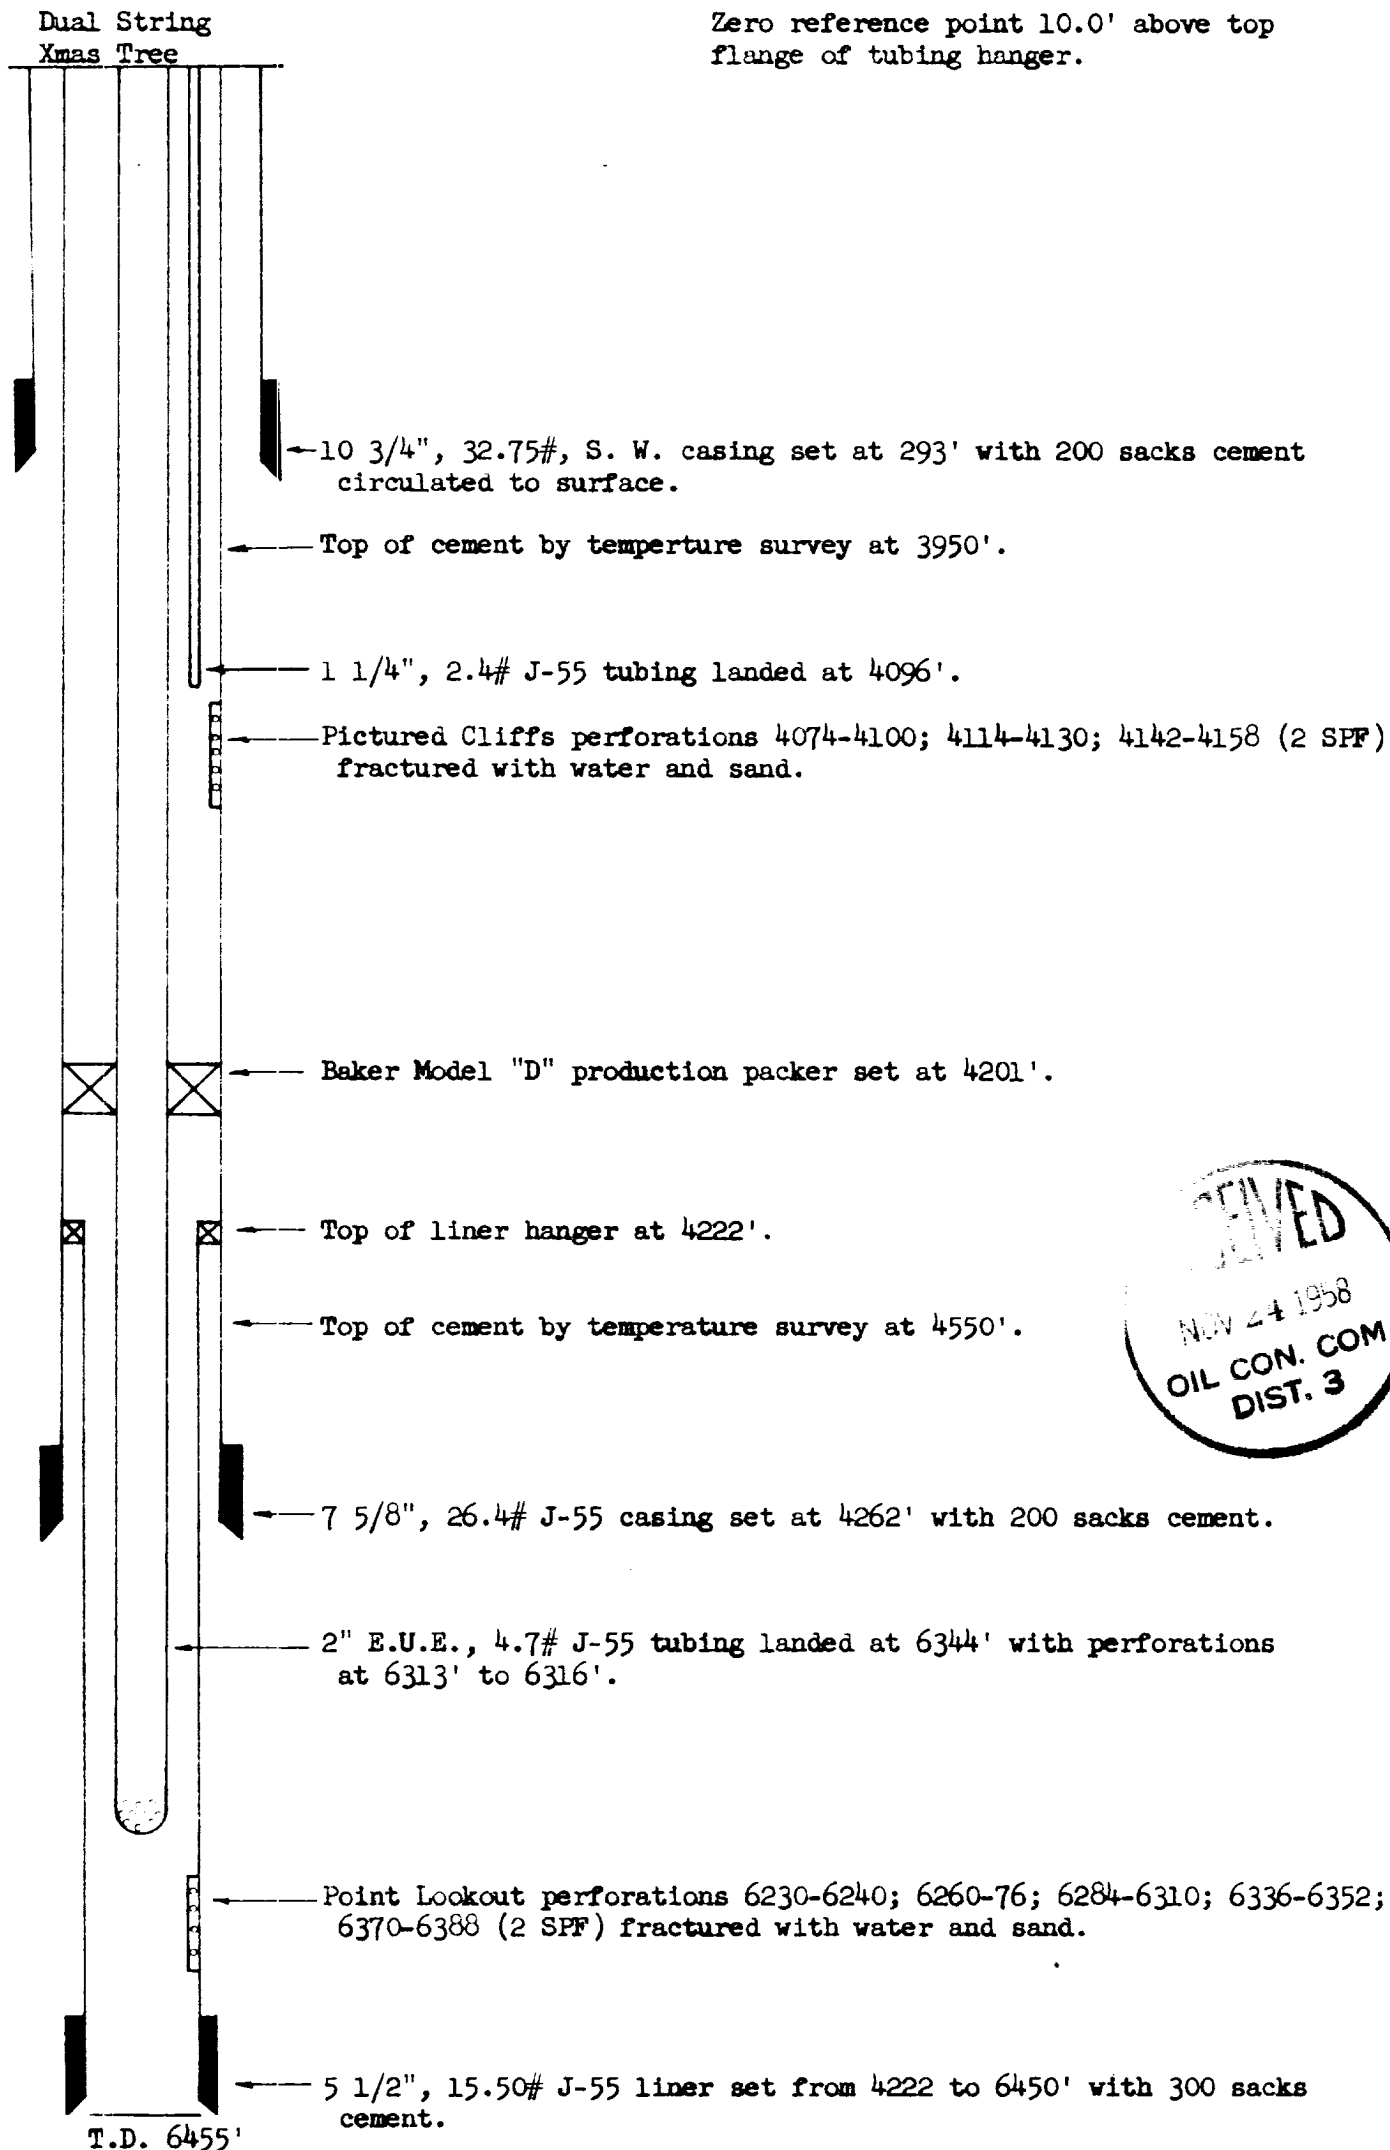 Dual String
Xmas Tree
Zero reference point 10.0' above top
flange of tubing hanger.
10 3/4", 32.75#, S. W. casing set at 293' with 200 sacks cement
circulated to surface.
Top of cement by temperture survey at 3950'.
1 1/4", 2.4# J-55 tubing landed at 4096'.
Pictured Cliffs perforations 4074-4100; 4114-4130; 4142-4158 (2 SPF)
fractured with water and sand.
Baker Model "D" production packer set at 4201'.
Top of liner hanger at 4222'.
Top of cement by temperature survey at 4550'.
CEIVED
NOV 24 1958
OIL CON. COM
DIST. 3
7 5/8", 26.4# J-55 casing set at 4262' with 200 sacks cement.
2" E.U.E., 4.7# J-55 tubing landed at 6344' with perforations
at 6313' to 6316'.
Point Lookout perforations 6230-6240; 6260-76; 6284-6310; 6336-6352;
6370-6388 (2 SPF) fractured with water and sand.
5 1/2", 15.50# J-55 liner set from 4222 to 6450' with 300 sacks
cement.
T.D. 6455'